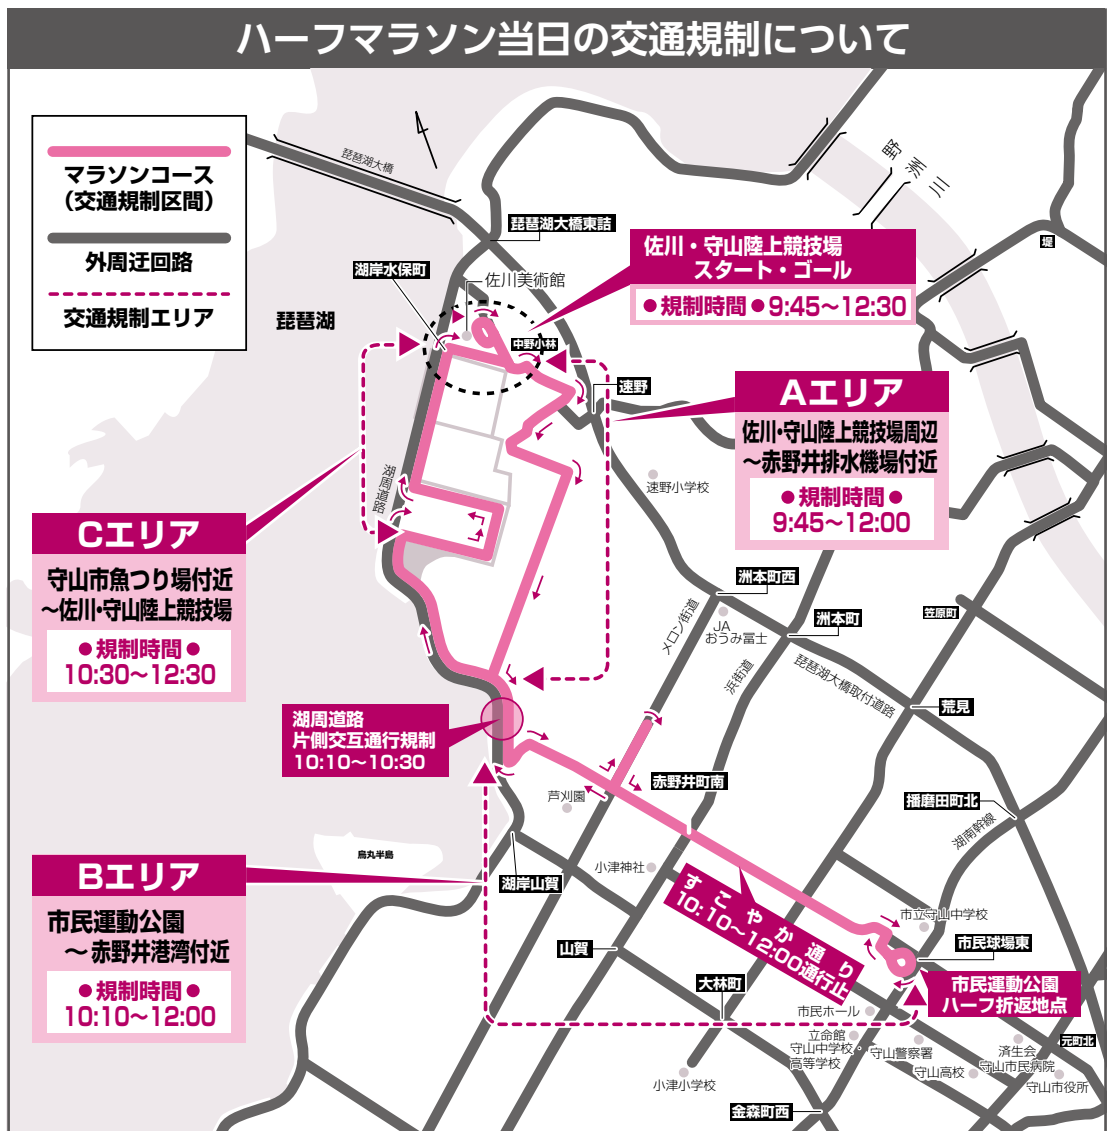 ハーフマラソン当日の交通規制について
マラソンコース
（交通規制区間）
外周迂回路
交通規制エリア
琵琶湖大橋
野洲川
琵琶湖大橋東詰
堤
湖岸水保町
佐川美術館
佐川・守山陸上競技場
スタート・ゴール
●規制時間●9:45〜12:30
琵琶湖
中野小林
速野
Aエリア
佐川・守山陸上競技場周辺
〜赤野井排水機場付近
●規制時間●
9:45〜12:00
湖周道路
速野小学校
Cエリア
守山市魚つり場付近
〜佐川・守山陸上競技場
●規制時間●
10:30〜12:30
洲本町西
メロン街道
JA
おうみ冨士
洲本町
笠原町
浜街道
琵琶湖大橋取付道路
荒見
湖周道路
片側交互通行規制
10:10〜10:30
赤野井町南
芦刈園
播磨田町北
湖南幹線
烏丸半島
湖岸山賀
小津神社
Bエリア
市民運動公園
〜赤野井港湾付近
●規制時間●
10:10〜12:00
すこやか通り
10:10〜12:00通行止
市立守山中学校
市民球場東
山賀
大林町
市民運動公園
ハーフ折返地点
市民ホール
立命館
守山中学校・
高等学校
守山警察署
守山高校
済生会
守山市民病院
元町北
守山市役所
小津小学校
金森町西